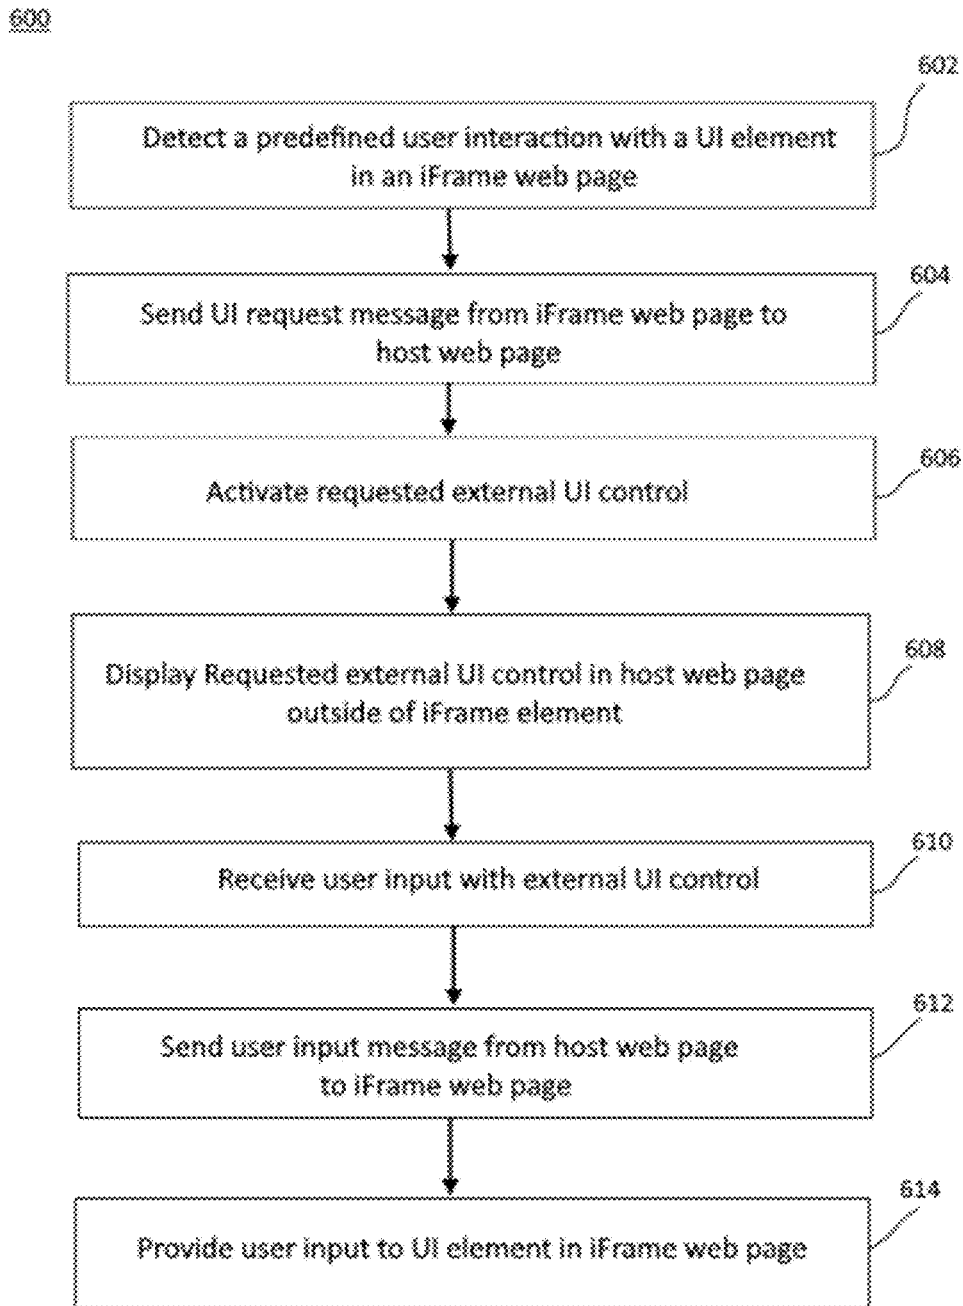 600
602
Detect a predefined user interaction with a UI element
in an iFrame web page
604
Send UI request message from iFrame web page to
host web page
606
Activate requested external UI control
608
Display Requested external UI control in host web page
outside of iFrame element
610
Receive user input with external UI control
612
Send user input message from host web page
to iFrame web page
614
Provide user input to UI element in iFrame web page